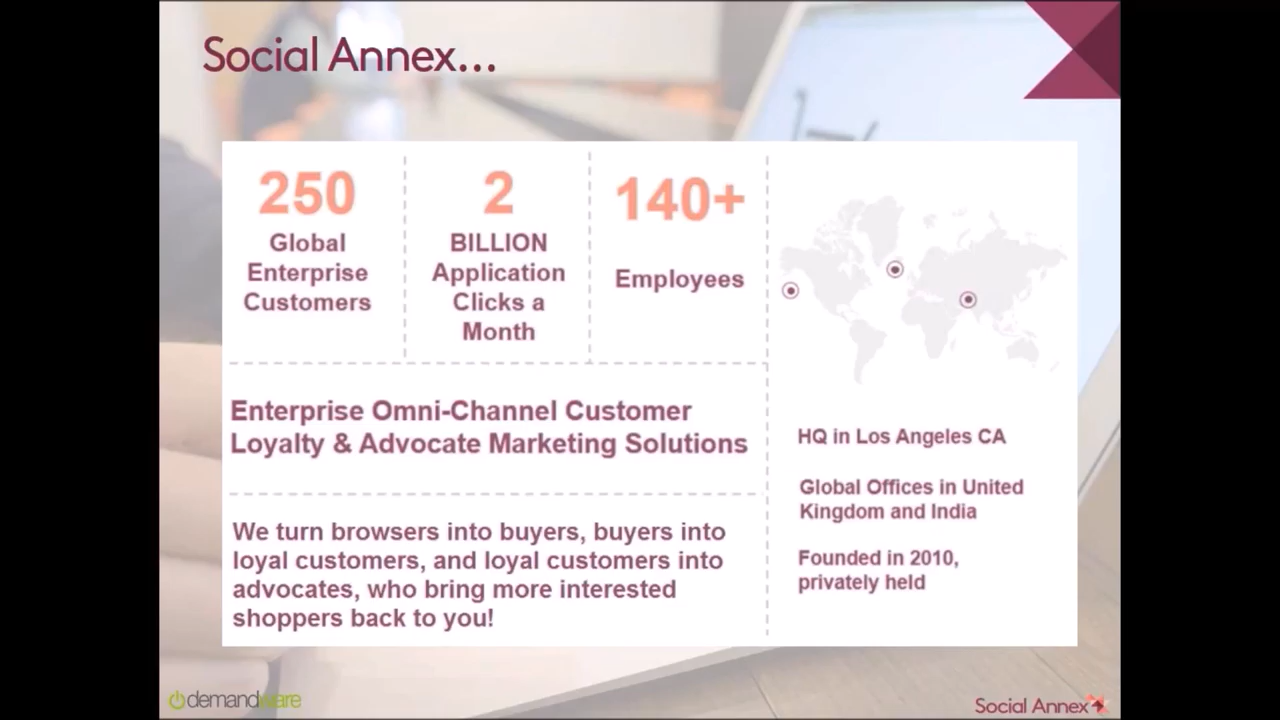 Social Annex...
250
Global
Enterprise
Customers
2
BILLION
Application
Clicks a
Month
140+
Employees
Enterprise Omni-Channel Customer
Loyalty & Advocate Marketing Solutions
We turn browsers into buyers, buyers into
loyal customers, and loyal customers into
advocates, who bring more interested
shoppers back to you!
HQ in Los Angeles CA
Global Offices in United
Kingdom and India
Founded in 2010,
privately held
demandware
Social Annex